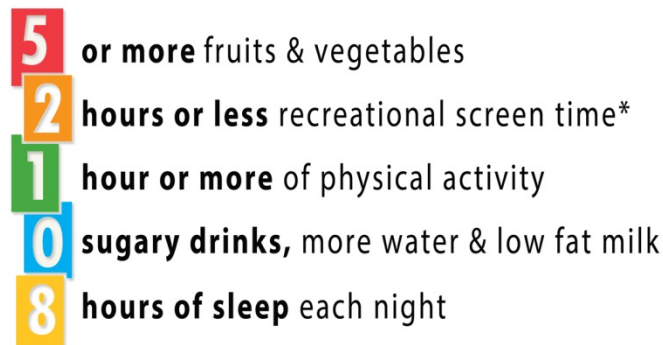 5 or more fruits & vegetables
2 hours or less recreational screen time*
1 hour or more of physical activity
0 sugary drinks, more water & low fat milk
8 hours of sleep each night